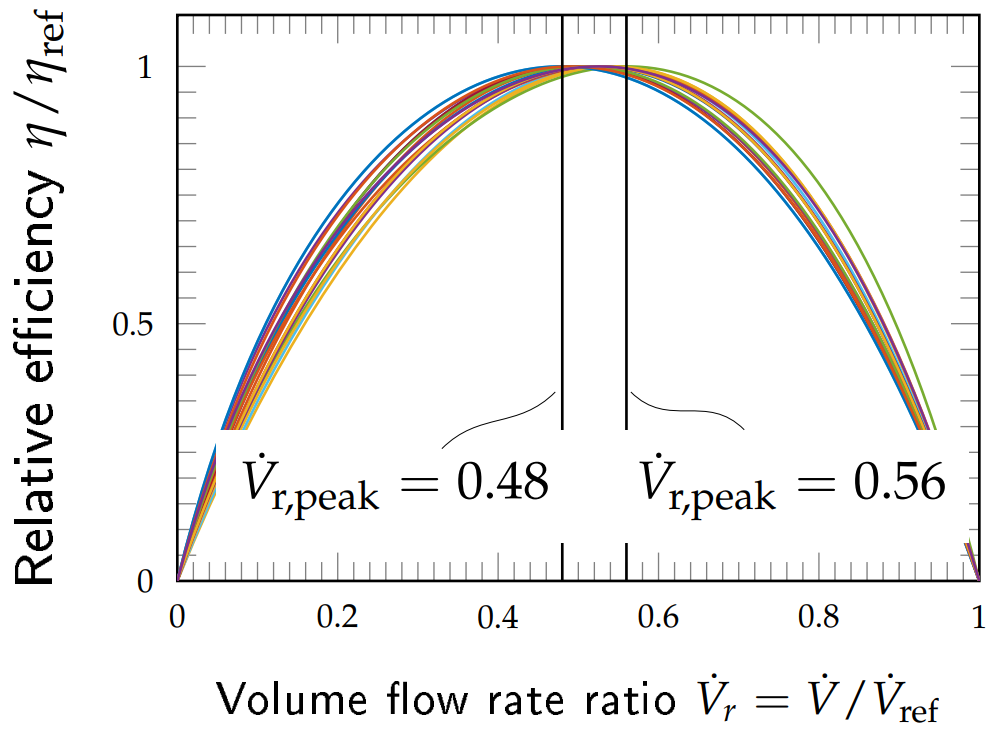 Relative efficiency η/η_ref
1
0.5
0
V̇_r,peak = 0.48
V̇_r,peak = 0.56
0 0.2 0.4 0.6 0.8 1
Volume flow rate ratio V̇_r = V̇/V̇_ref